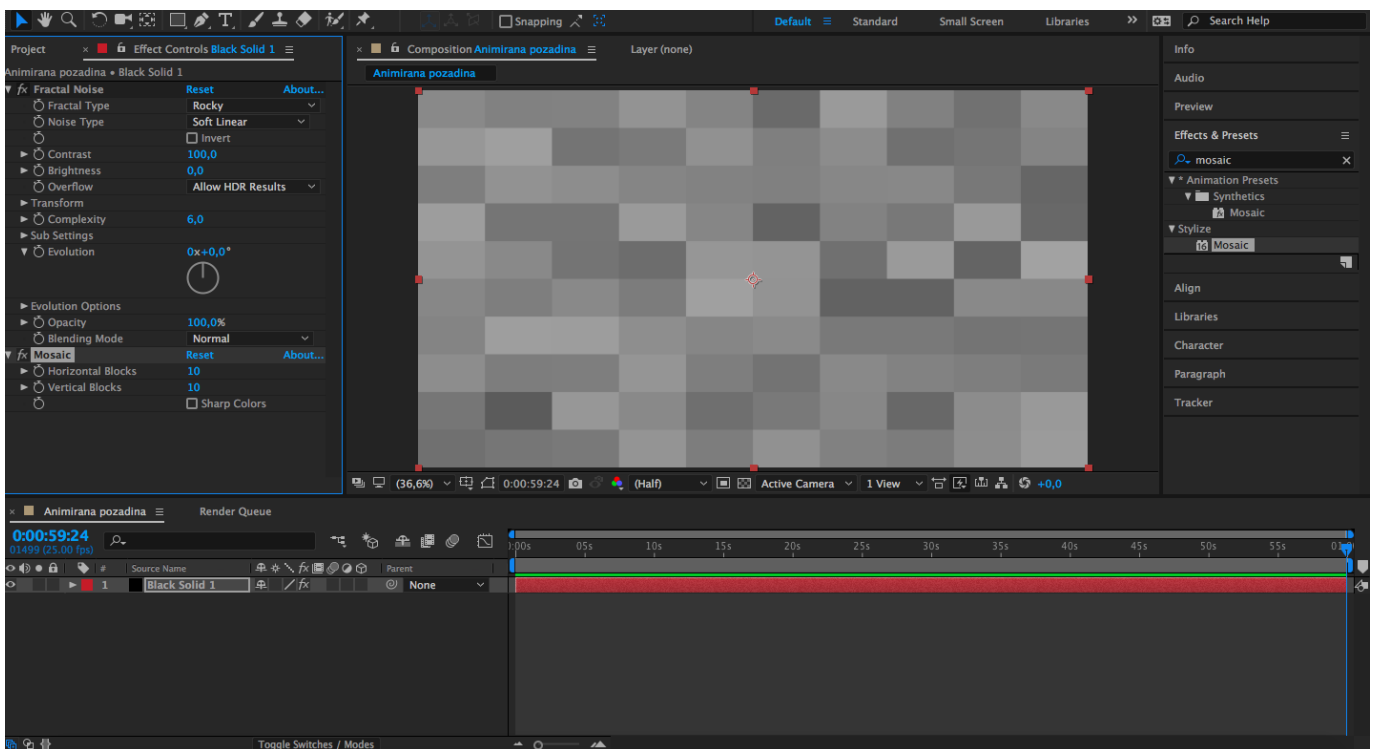 Snapping
Default
Standard
Small Screen
Libraries
Search Help
Project
Effect Controls Black Solid 1
Composition Animirana pozadina
Layer (none)
Info
Animirana pozadina • Black Solid 1
Animirana pozadina
Audio
fx Fractal Noise Reset About...
Fractal Type Rocky
Noise Type Soft Linear
Invert
Contrast 100,0
Brightness 0,0
Overflow Allow HDR Results
Transform
Complexity 6,0
Sub Settings
Evolution 0x+0,0°
Evolution Options
Opacity 100,0%
Blending Mode Normal
fx Mosaic Reset About...
Horizontal Blocks 10
Vertical Blocks 10
Sharp Colors
Preview
Effects & Presets
mosaic
* Animation Presets
Synthetics
Mosaic
Stylize
Mosaic
Align
Libraries
Character
Paragraph
Tracker
(36,6%) 0:00:59:24 (Half) Active Camera 1 View +0,0
Animirana pozadina
Render Queue
0:00:59:24
01499 (25.00 fps)
05s 10s 15s 20s 25s 30s 35s 40s 45s 50s 55s
# Source Name fx Parent
1 Black Solid 1 fx None
Toggle Switches / Modes